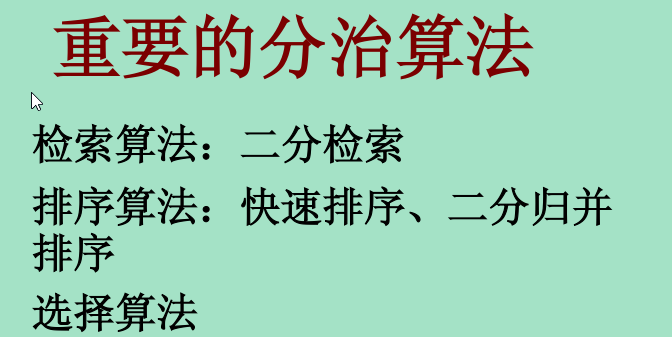 重要的分治算法
检索算法：二分检索
排序算法：快速排序、二分归并
排序
选择算法